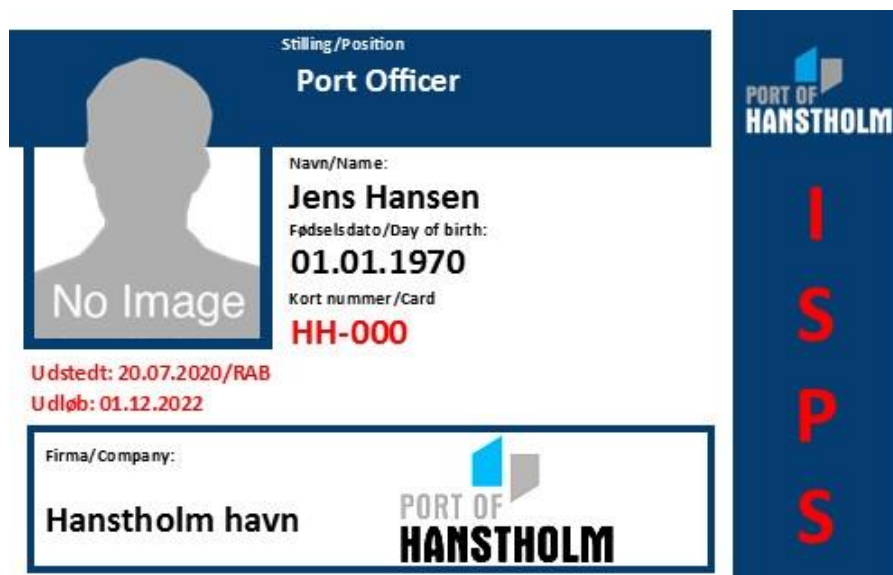 Stilling/Position
Port Officer
PORT OF
HANSTHOLM
Navn/Name:
Jens Hansen
Fødselsdato/Day of birth:
01.01.1970
Kort nummer/Card
HH-000
No Image
Udstedt: 20.07.2020/RAB
Udløb: 01.12.2022
Firma/Company:
Hanstholm havn
PORT OF
HANSTHOLM
I
S
P
S